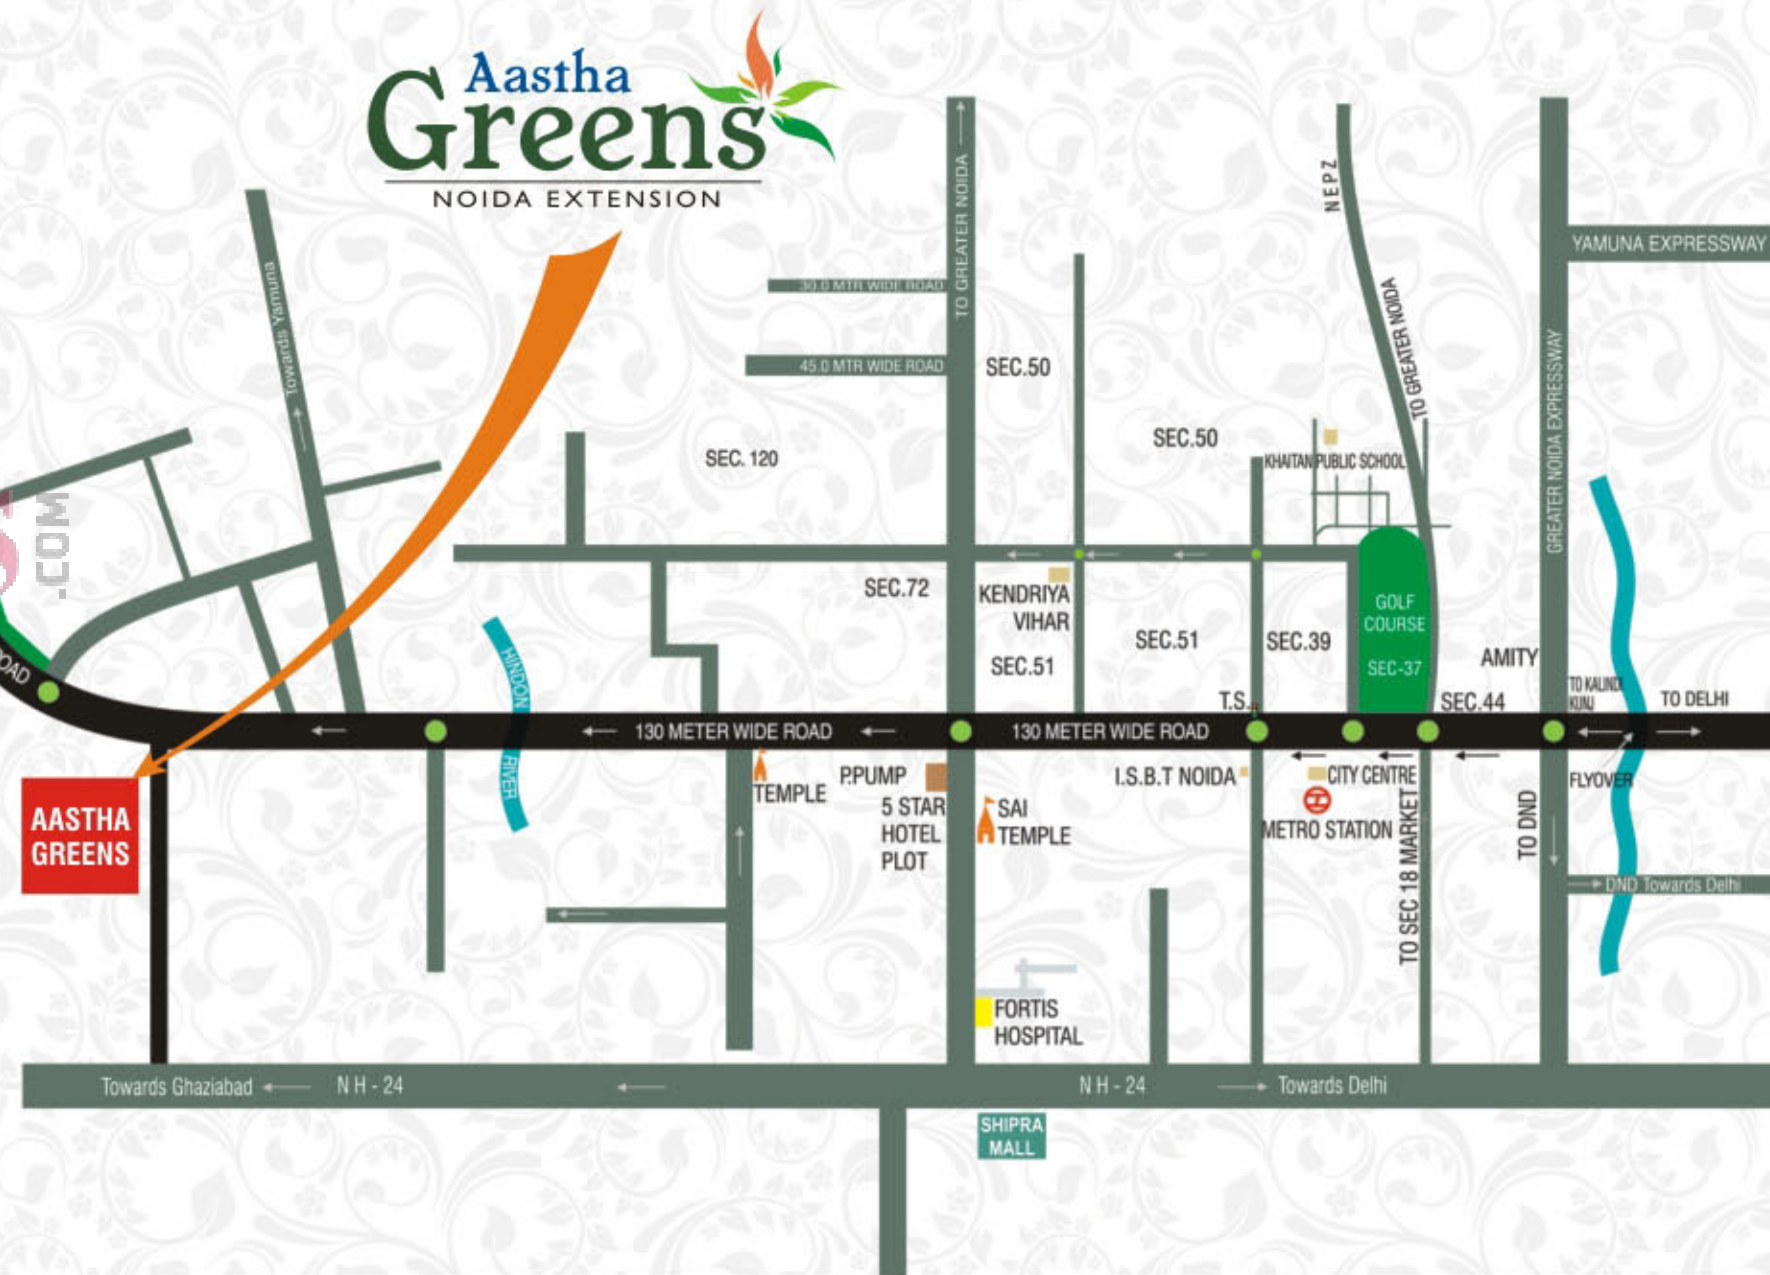 Aastha
Greens
NOIDA EXTENSION
TO GREATER NOIDA
NEPZ
YAMUNA EXPRESSWAY
Towards Yamuna
30.0 MTR WIDE ROAD
45.0 MTR WIDE ROAD
SEC.50
TO GREATER NOIDA
GREATER NOIDA EXPRESSWAY
SEC.50
SEC. 120
KHAITAN PUBLIC SCHOOL
.COM
SEC.72
KENDRIYA
VIHAR
SEC.51
SEC.51
SEC.39
GOLF
COURSE
SEC-37
AMITY
SEC.44
TO KALINDI
KUNJ
TO DELHI
T.S.
ROAD
HINDON
RIVER
130 METER WIDE ROAD
130 METER WIDE ROAD
TEMPLE
P.PUMP
5 STAR
HOTEL
PLOT
SAI
TEMPLE
I.S.B.T NOIDA
CITY CENTRE
METRO STATION
TO SEC 18 MARKET
TO DND
FLYOVER
DND Towards Delhi
AASTHA
GREENS
FORTIS
HOSPITAL
Towards Ghaziabad
N H - 24
N H - 24
Towards Delhi
SHIPRA
MALL